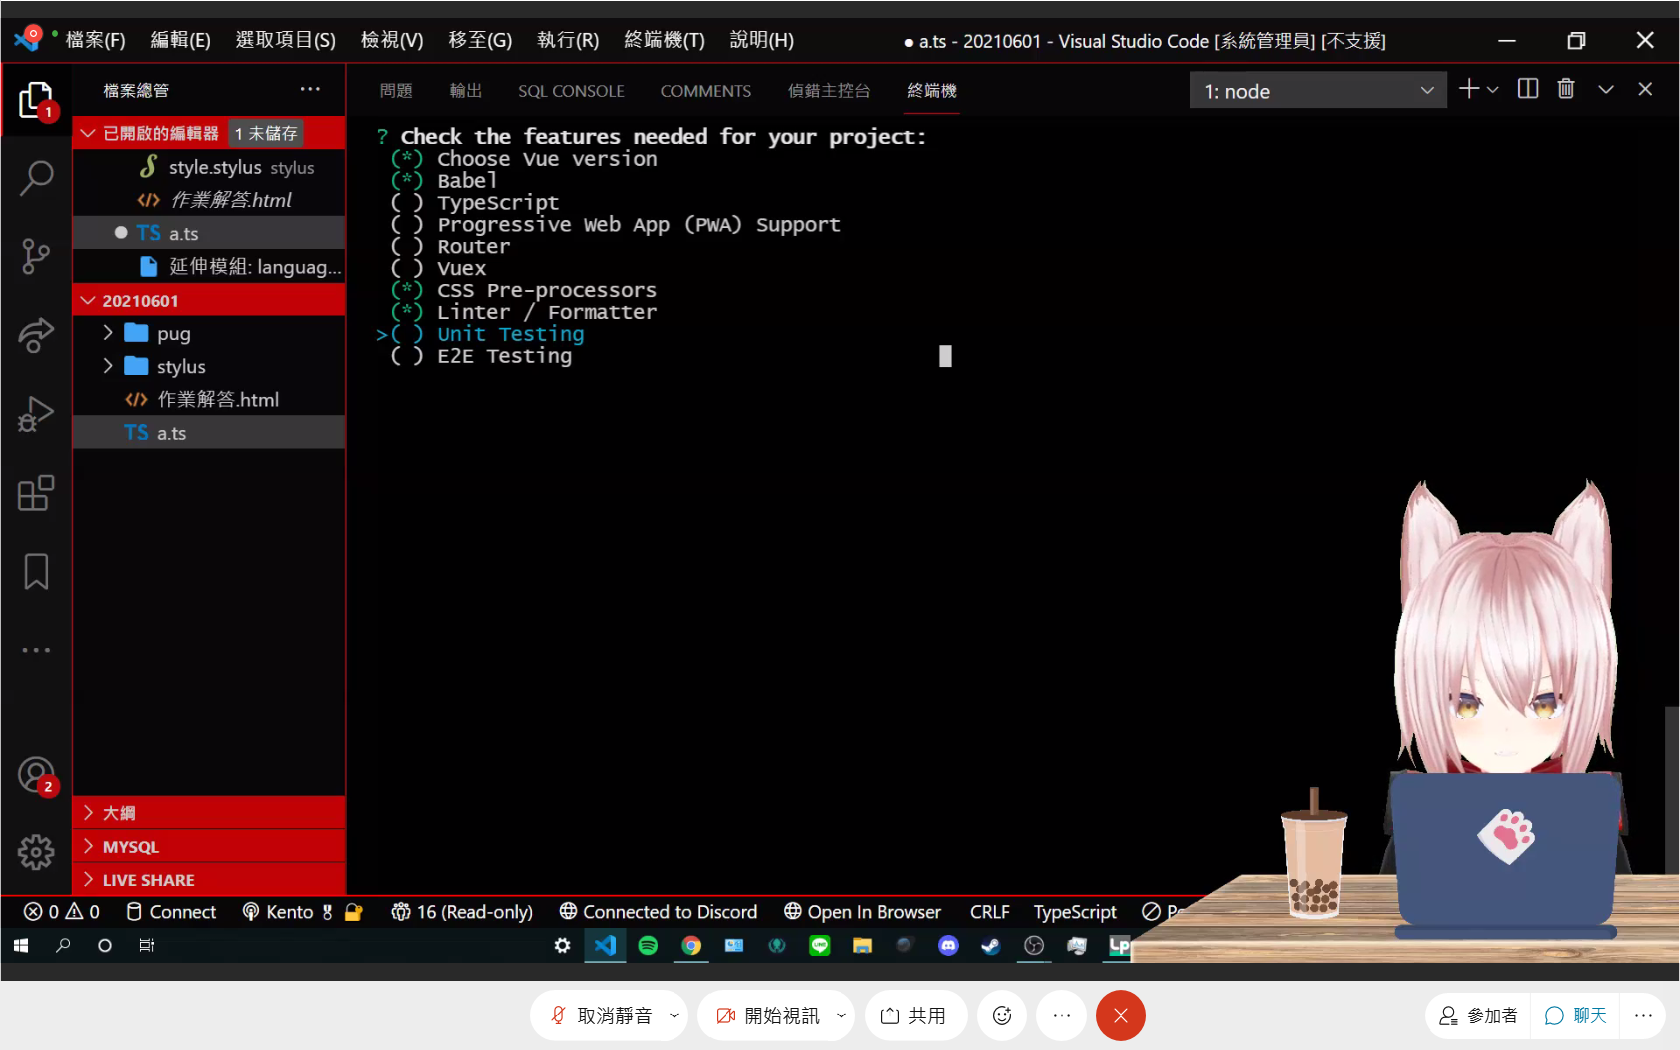 檔案(F) 編輯(E) 選取項目(S) 檢視(V) 移至(G) 執行(R) 終端機(T) 說明(H) ● a.ts - 20210601 - Visual Studio Code [系統管理員] [不支援]
檔案總管 ···
問題 輸出 SQL CONSOLE COMMENTS 偵錯主控台 終端機 1: node
1
已開啟的編輯器 1 未儲存
style.stylus stylus
作業解答.html
TS a.ts
延伸模組: languag...
20210601
pug
stylus
作業解答.html
TS a.ts
? Check the features needed for your project:
(*) Choose Vue version
(*) Babel
( ) TypeScript
( ) Progressive Web App (PWA) Support
( ) Router
( ) Vuex
(*) CSS Pre-processors
(*) Linter / Formatter
>( ) Unit Testing
( ) E2E Testing
2
大綱
MYSQL
LIVE SHARE
0 0 Connect Kento 16 (Read-only) Connected to Discord Open In Browser CRLF TypeScript
LINE Lp
取消靜音 開始視訊 共用 ··· 參加者 聊天 ···